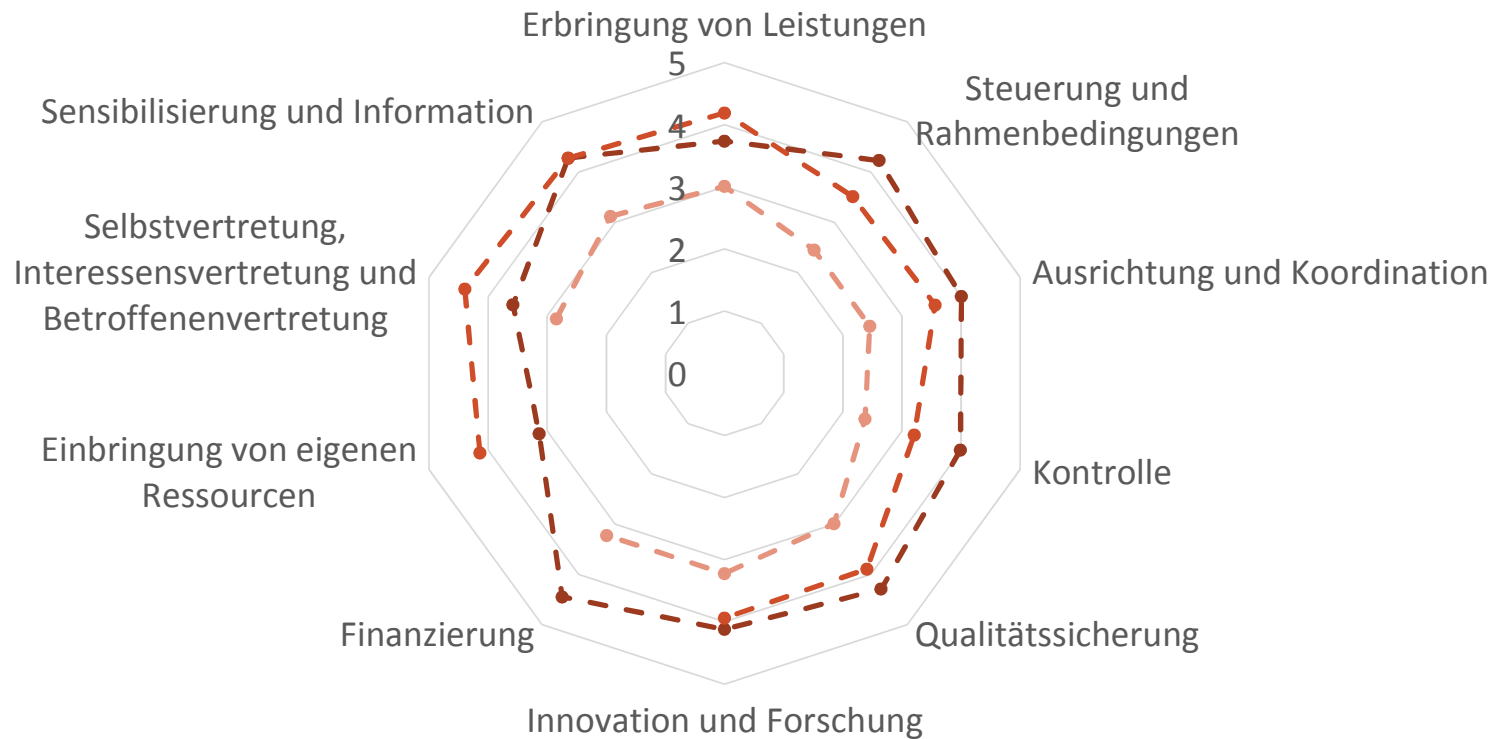 Erbringung von Leistungen
Steuerung und
Rahmenbedingungen
Ausrichtung und Koordination
Kontrolle
Qualitätssicherung
Innovation und Forschung
Finanzierung
Einbringung von eigenen
Ressourcen
Selbstvertretung,
Interessensvertretung und
Betroffenenvertretung
Sensibilisierung und Information
5
4
3
2
1
0